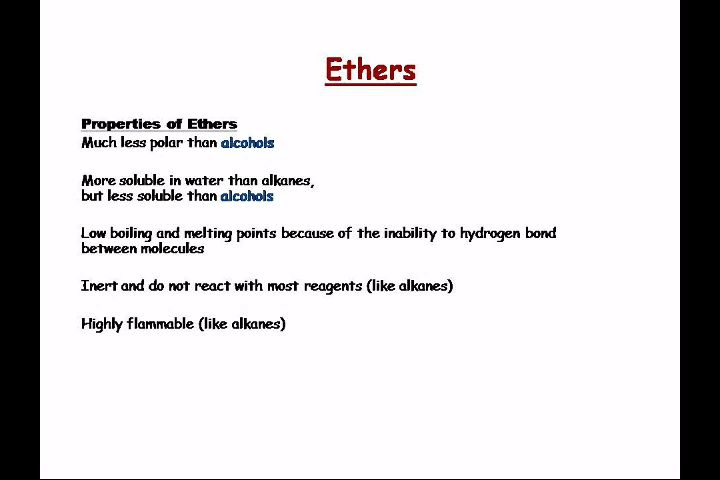 Ethers
Properties of Ethers
Much less polar than alcohols
More soluble in water than alkanes,
but less soluble than alcohols
Low boiling and melting points because of the inability to hydrogen bond
between molecules
Inert and do not react with most reagents (like alkanes)
Highly flammable (like alkanes)